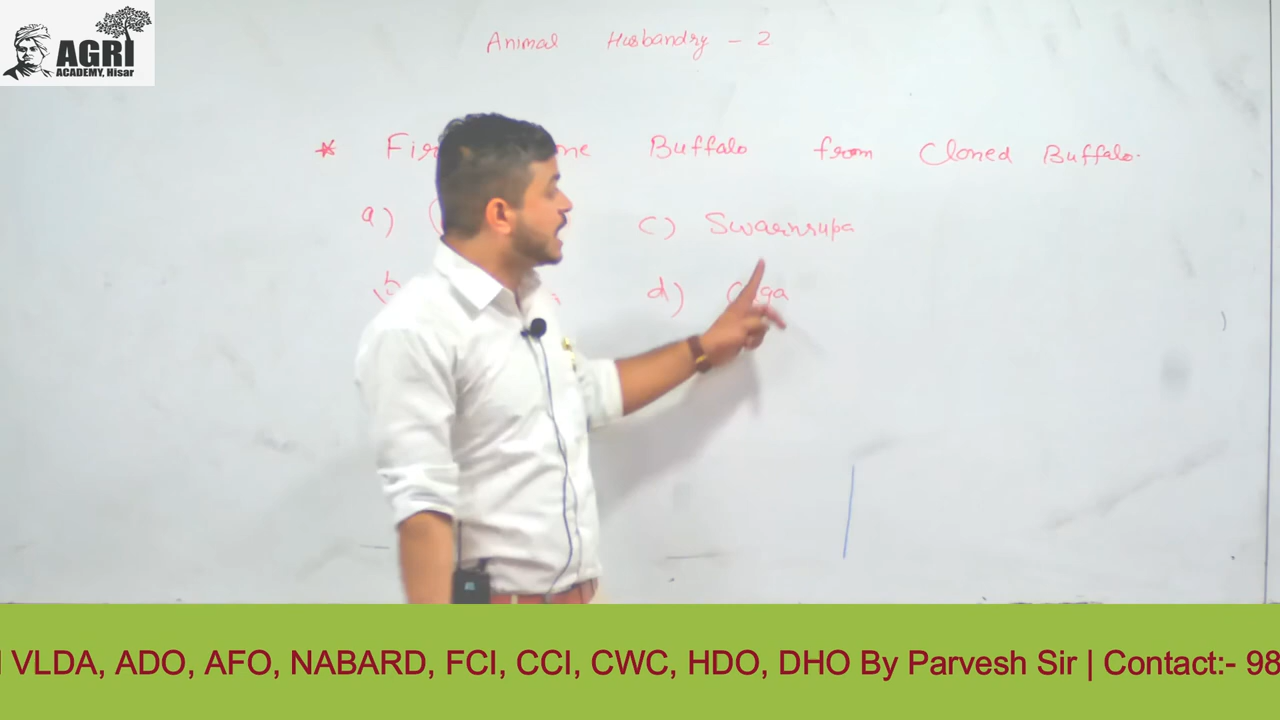 AGRI
ACADEMY, Hisar
Animal Husbandry - 2
* Buffalo from Cloned Buffalo.
a) c) Swarnrupa
d)
VLDA, ADO, AFO, NABARD, FCI, CCI, CWC, HDO, DHO By Parvesh Sir | Contact:- 98